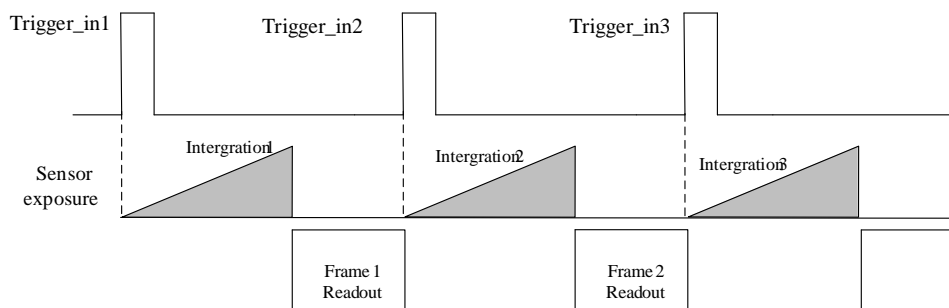 Trigger_in1
Trigger_in2
Trigger_in3
Intergration1
Intergration2
Intergration3
Sensor
exposure
Frame 1
Readout
Frame 2
Readout